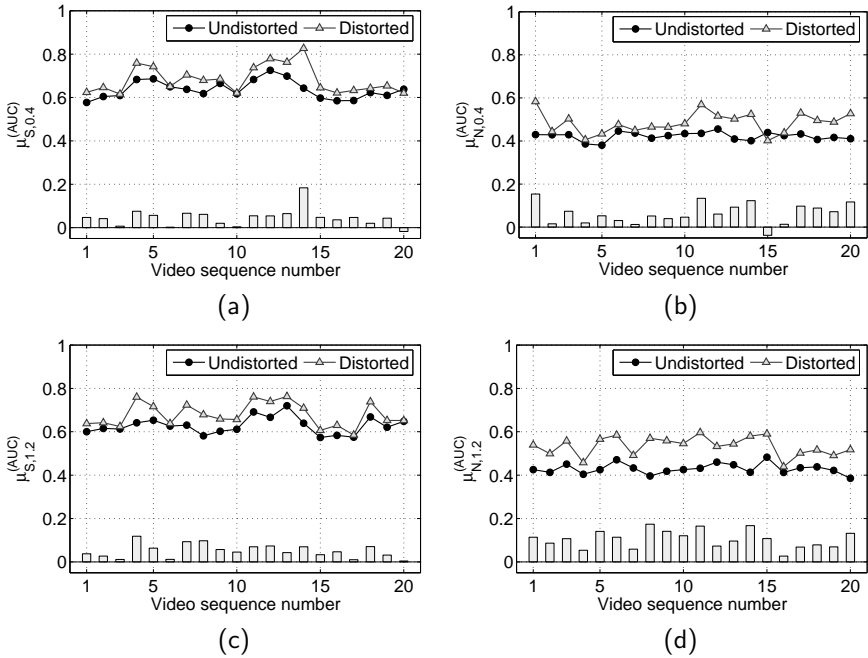 Undistorted Distorted
μ_{S,0.4}^{(AUC)}
1
0.8
0.6
0.4
0.2
0
1 5 10 15 20
Video sequence number
(a)
Undistorted Distorted
μ_{N,0.4}^{(AUC)}
1
0.8
0.6
0.4
0.2
0
1 5 10 15 20
Video sequence number
(b)
Undistorted Distorted
μ_{S,1.2}^{(AUC)}
1
0.8
0.6
0.4
0.2
0
1 5 10 15 20
Video sequence number
(c)
Undistorted Distorted
μ_{N,1.2}^{(AUC)}
1
0.8
0.6
0.4
0.2
0
1 5 10 15 20
Video sequence number
(d)